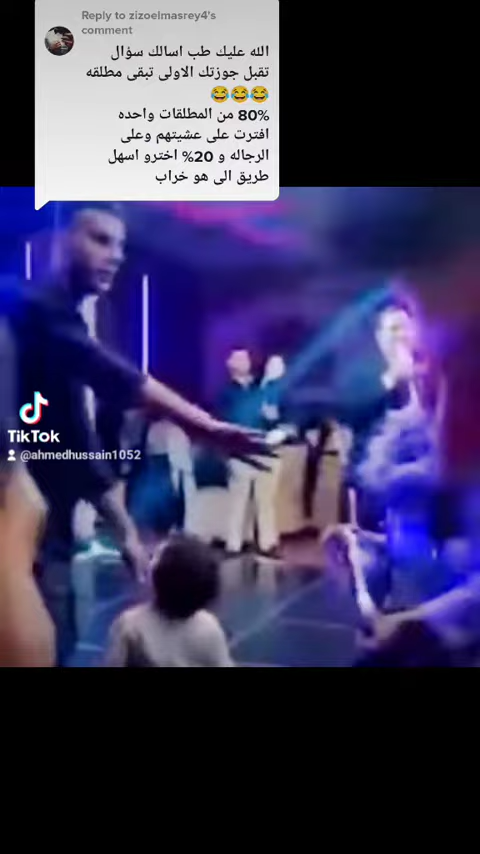 Reply to zizoelmasrey4's
comment
الله عليك طب اسالك سؤال
تقبل جوزتك الاولى تبقى مطلقه
😂😂😂
80% من المطلقات واحده
افترت على عشيتهم وعلى
الرجاله و 20% اخترو اسهل
طريق الى هو خراب
TikTok
@ahmedhussain1052